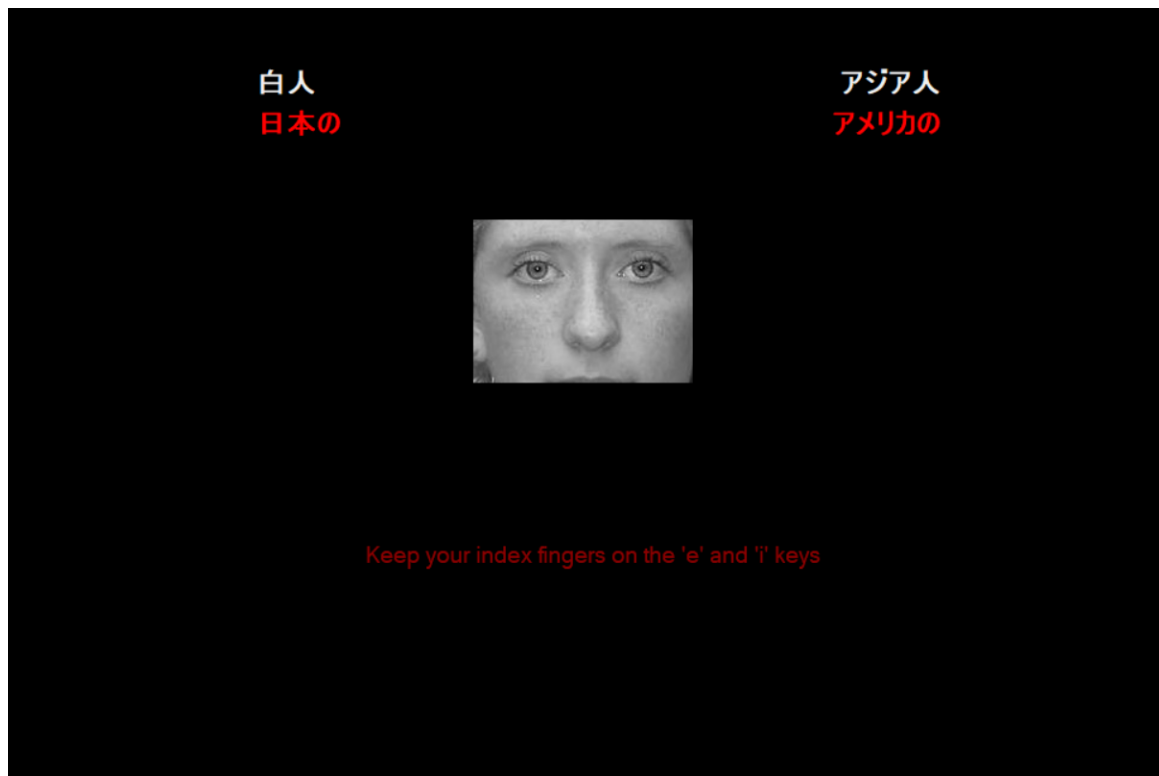 白人
アジア人
日本の
アメリカの
Keep your index fingers on the 'e' and 'i' keys